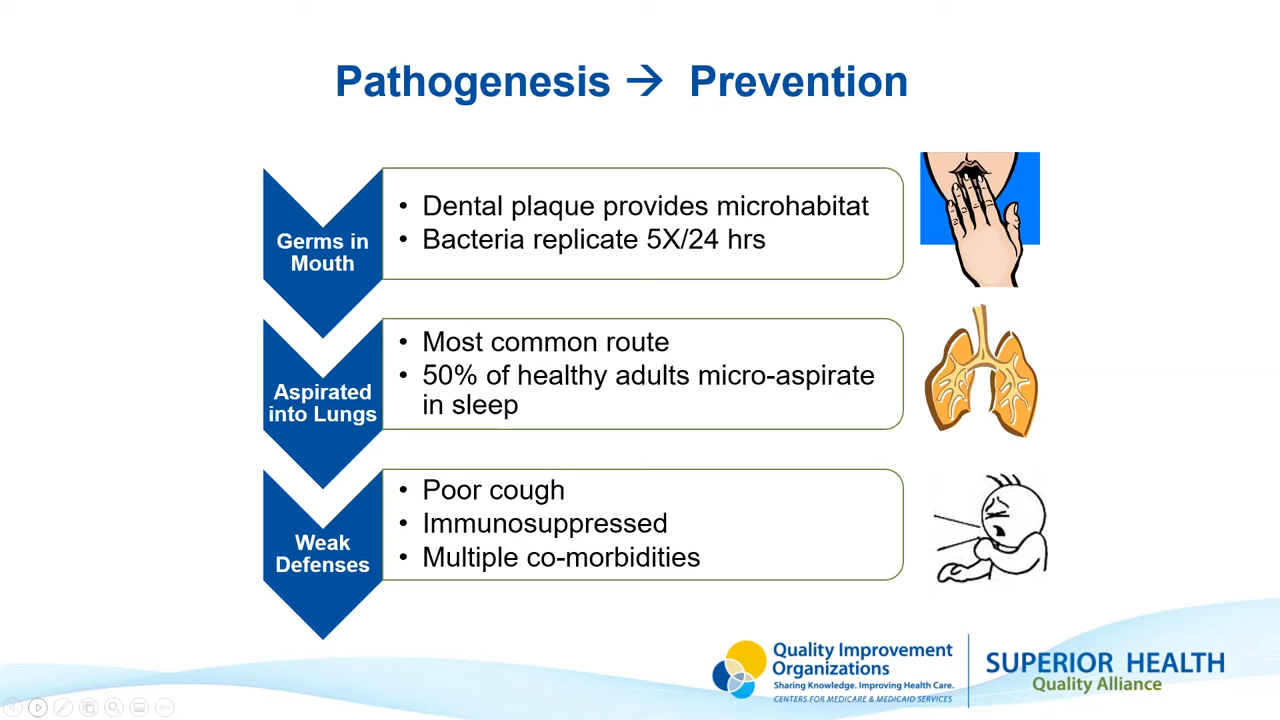 Pathogenesis → Prevention
Germs in
Mouth
• Dental plaque provides microhabitat
• Bacteria replicate 5X/24 hrs
Aspirated
into Lungs
• Most common route
• 50% of healthy adults micro-aspirate
in sleep
Weak
Defenses
• Poor cough
• Immunosuppressed
• Multiple co-morbidities
Quality Improvement
Organizations
Sharing Knowledge. Improving Health Care.
CENTERS FOR MEDICARE & MEDICAID SERVICES
SUPERIOR HEALTH
Quality Alliance